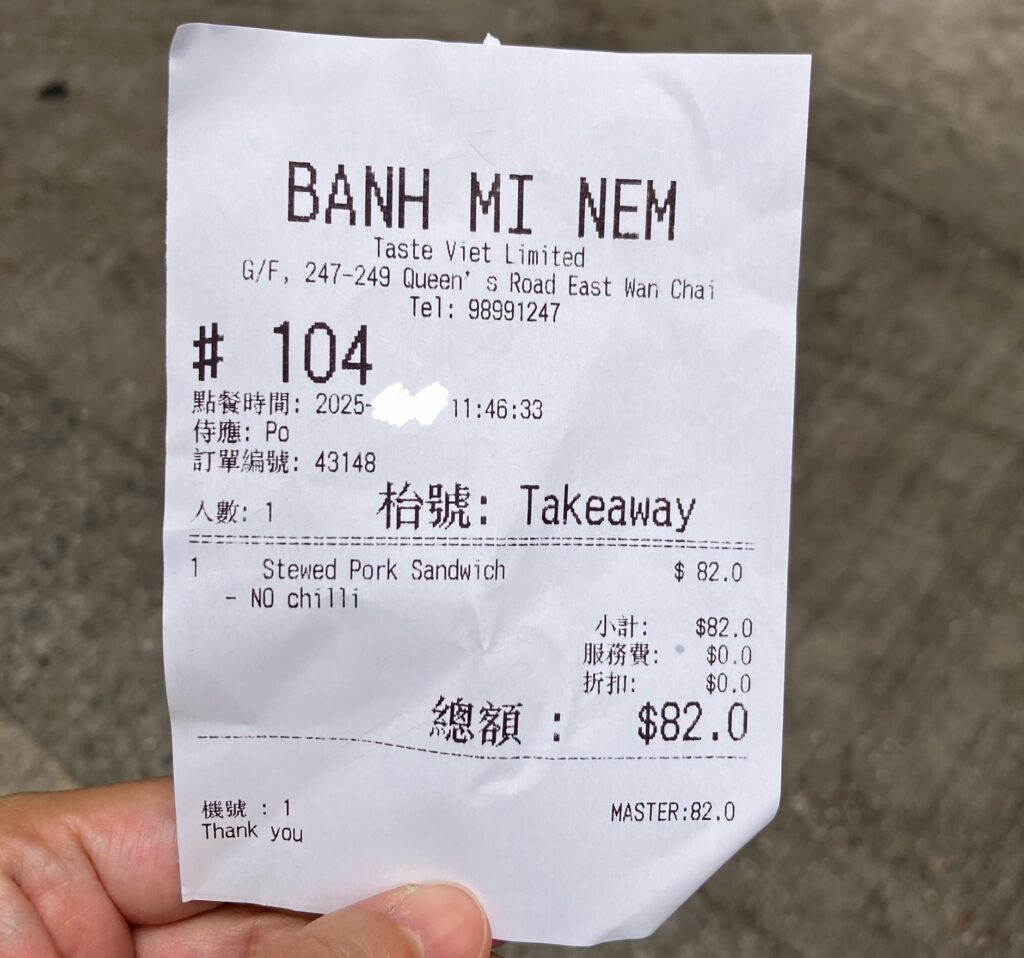 BANH MI NEM
Taste Viet Limited
G/F, 247-249 Queen's Road East Wan Chai
Tel: 98991247
# 104
點餐時間: 2025- 11:46:33
侍應: Po
訂單編號: 43148
人數: 1 枱號: Takeaway
1 Stewed Pork Sandwich $ 82.0
- NO chilli
小計: $82.0
服務費: $0.0
折扣: $0.0
總額 : $82.0
機號 : 1 MASTER:82.0
Thank you